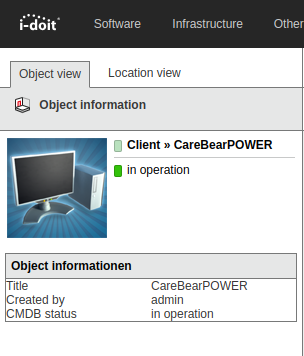 i-doit
Software Infrastructure Other
Object view Location view
Object information
Client » CareBearPOWER
in operation
Object informationen
Title CareBearPOWER
Created by admin
CMDB status in operation